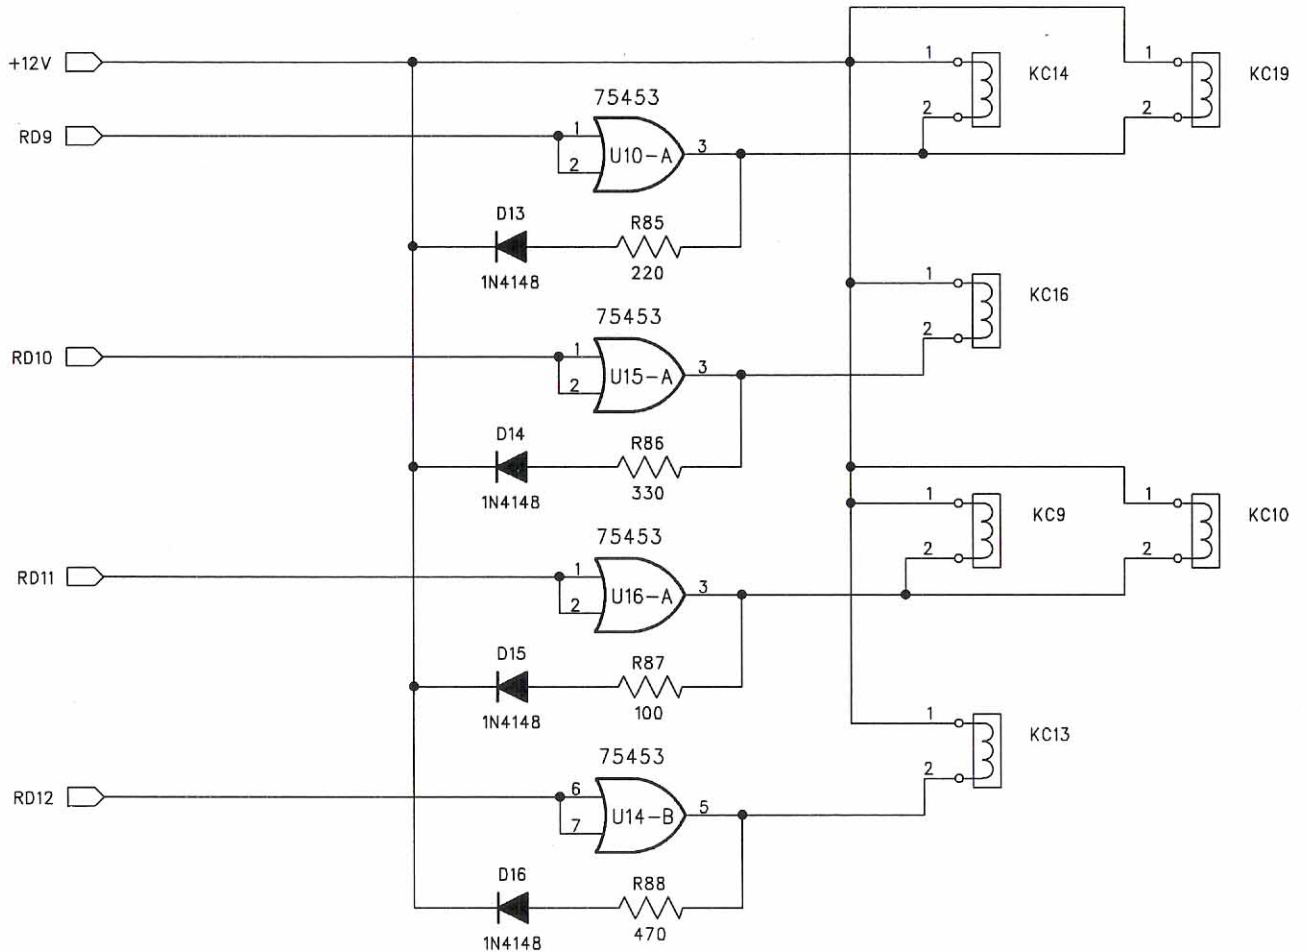 +12V
1
KC14
1
KC19
75453
2
2
RD9
1
2
U10-A
3
D13
R85
1N4148
220
1
KC16
75453
2
RD10
1
2
U15-A
3
D14
R86
1N4148
330
1
KC9
1
KC10
75453
2
2
RD11
1
2
U16-A
3
D15
R87
1N4148
100
1
KC13
75453
2
RD12
6
7
U14-B
5
D16
R88
1N4148
470